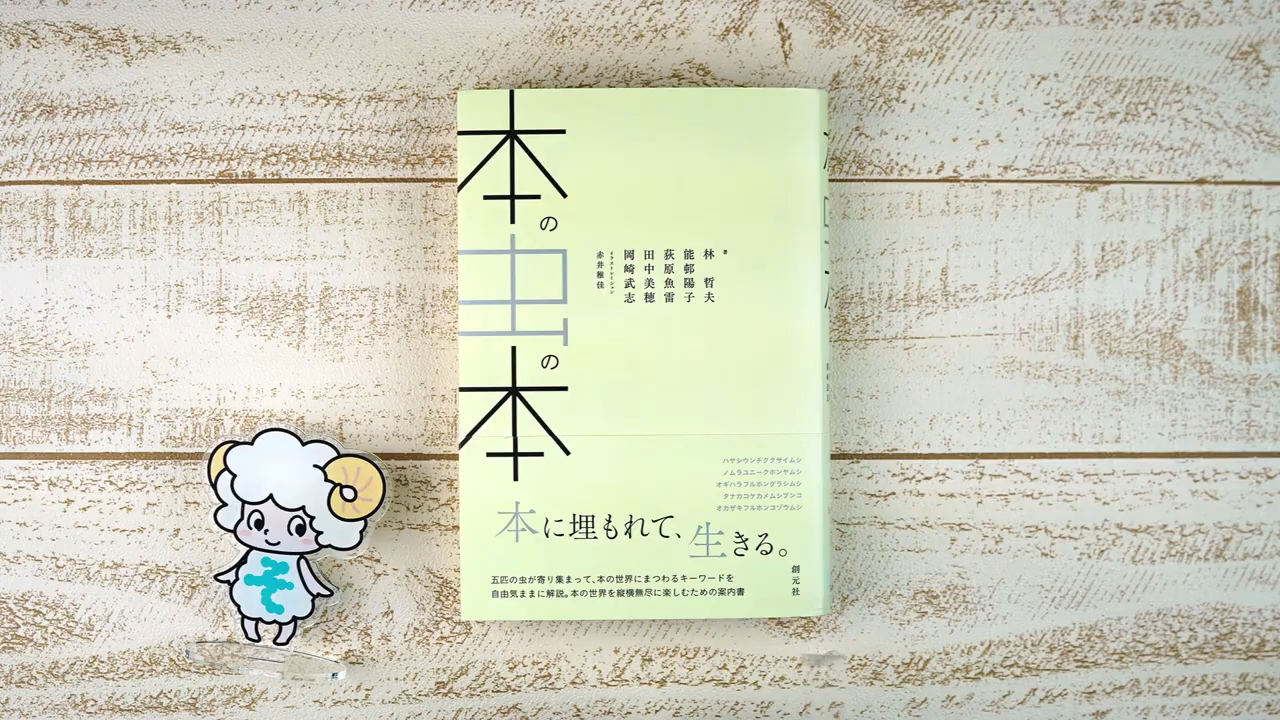 本の虫の本
著
林 哲夫
能邨陽子
荻原魚雷
田中美穂
岡崎武志
イラストレーション
赤井稚佳
ハヤシウンチククサイムシ
ノムラユニークホンヤムシ
オギハラフルホングラシムシ
タナカコケカメムシブンコ
オカザキフルホンコゾウムシ
本に埋もれて、生きる。
五匹の虫が寄り集まって、本の世界にまつわるキーワードを
自由気ままに解説。本の世界を縦横無尽に楽しむための案内書
創元社
そ